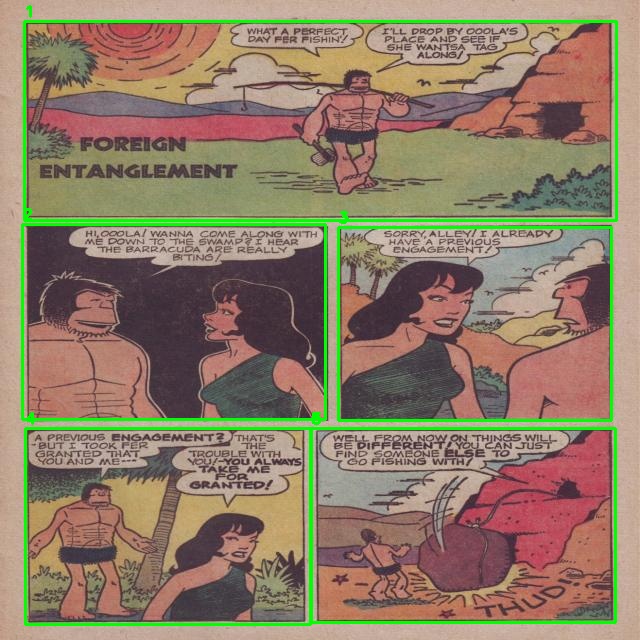 1
WHAT A PERFECT
DAY FER FISHIN'!
I'LL DROP BY OOOLA'S
PLACE AND SEE IF
SHE WANTSA TAG
ALONG!
FOREIGN
ENTANGLEMENT
2
HI, OOOLA! WANNA COME ALONG WITH
ME DOWN TO THE SWAMP? I HEAR
THE BARRACUDA ARE REALLY
BITING!
3
SORRY, ALLEY! I ALREADY
HAVE A PREVIOUS
ENGAGEMENT!
4
A PREVIOUS ENGAGEMENT?
BUT I TOOK FER
GRANTED THAT
YOU AND ME---
THAT'S
THE
TROUBLE WITH
YOU!--YOU ALWAYS
TAKE ME
FOR
GRANTED!
5
WELL FROM NOW ON THINGS WILL
BE DIFFERENT! YOU CAN JUST
FIND SOMEONE ELSE TO
GO FISHING WITH!
THUD!